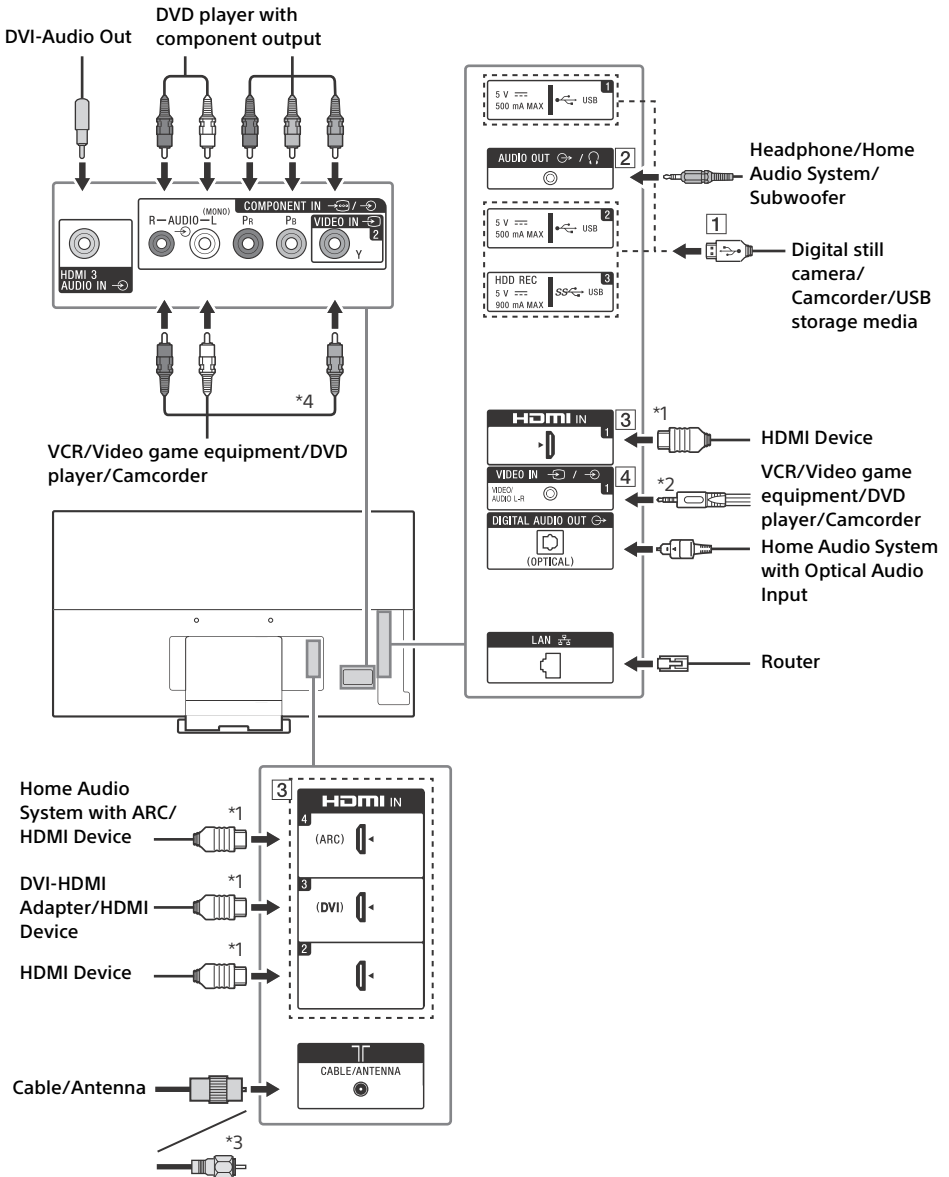 DVI-Audio Out
DVD player with
component output
HDMI 3
AUDIO IN
R—AUDIO—L
(MONO)
COMPONENT IN /
PR
PB
VIDEO IN
2
Y
*4
VCR/Video game equipment/DVD
player/Camcorder
5 V
500 mA MAX
USB
1
AUDIO OUT /
2
Headphone/Home
Audio System/
Subwoofer
5 V
500 mA MAX
USB
2
1
Digital still
camera/
Camcorder/USB
storage media
HDD REC
5 V
900 mA MAX
SS USB
3
HDMI IN
1
3
*1
HDMI Device
VIDEO IN /
VIDEO/
AUDIO L-R
1
4
*2
VCR/Video game
equipment/DVD
player/Camcorder
DIGITAL AUDIO OUT
(OPTICAL)
Home Audio System
with Optical Audio
Input
LAN
Router
3
HDMI IN
Home Audio
System with ARC/
HDMI Device
*1
4
(ARC)
DVI-HDMI
Adapter/HDMI
Device
*1
3
(DVI)
HDMI Device
*1
2
Cable/Antenna
CABLE/ANTENNA
*3